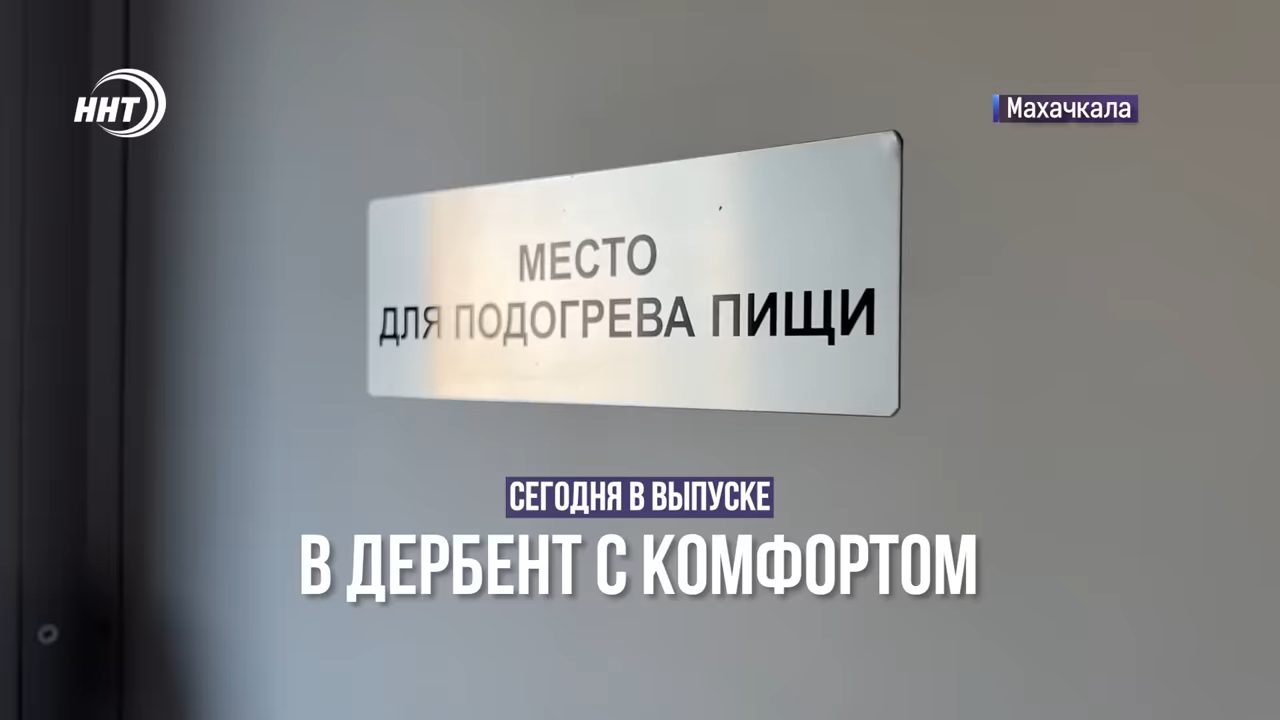 ННТ
Махачкала
МЕСТО
ДЛЯ ПОДОГРЕВА ПИЩИ
СЕГОДНЯ В ВЫПУСКЕ
В ДЕРБЕНТ С КОМФОРТОМ